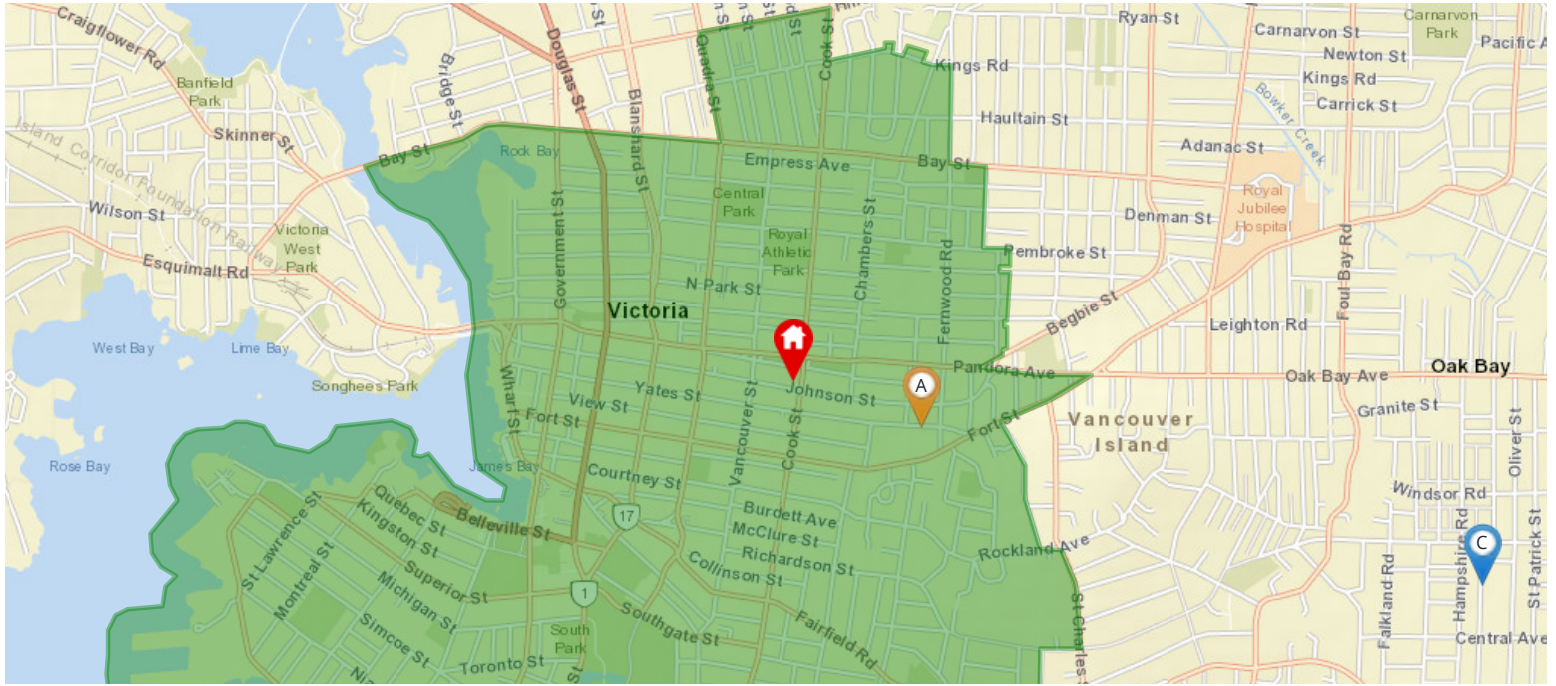 Craigflower Rd
Banfield
Park
Skinner St
Island Corridor Foundation Railway
Wilson St
Victoria
West
Park
Esquimalt Rd
West Bay
Lime Bay
Songhees Park
Rose Bay
Bridge St
Douglas St
Blanshard St
Quadra St
Cook St
Kings Rd
Ryan St
Carnarvon St
Carnarvon
Park
Newton St
Pacific A
Kings Rd
Carrick St
Bowker Creek
Haultain St
Adanac St
Bay St
Rock Bay
Empress Ave
Bay St
Central
Park
Royal
Athletic
Park
Royal
Jubilee
Hospital
Denman St
Pembroke St
Government St
N Park St
Chambers St
Fernwood Rd
Foul Bay Rd
Begbie St
Leighton Rd
Victoria
Pandora Ave
Oak Bay Ave
Oak Bay
Granite St
Oliver St
Wharf St
Yates St
Johnson St
A
View St
Fort St
Fort St
Vancouver St
Cook St
Vancouver
Island
James Bay
Courtney St
Windsor Rd
Quebec St
Kingston St
Belleville St
St Lawrence St
Montreal St
17
Burdett Ave
McClure St
Richardson St
Collinson St
Rockland Ave
Superior St
Michigan St
Simcoe St
1
Southgate St
Fairfield Rd
South
Park
Toronto St
St
St Charles
Falkland Rd
Hampshire Rd
C
St Patrick St
Central Ave